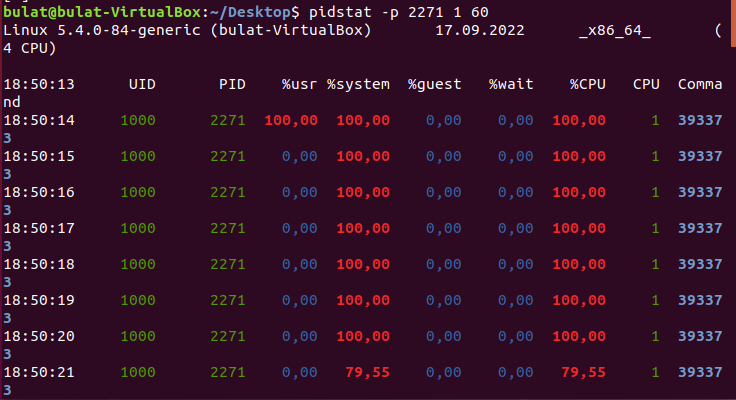 bulat@bulat-VirtualBox:~/Desktop$ pidstat -p 2271 1 60
Linux 5.4.0-84-generic (bulat-VirtualBox) 17.09.2022 _x86_64_ (
4 CPU)
18:50:13 UID PID %usr %system %guest %wait %CPU CPU Comma
nd
18:50:14 1000 2271 100,00 100,00 0,00 0,00 100,00 1 39337
3
18:50:15 1000 2271 0,00 100,00 0,00 0,00 100,00 1 39337
3
18:50:16 1000 2271 0,00 100,00 0,00 0,00 100,00 1 39337
3
18:50:17 1000 2271 0,00 100,00 0,00 0,00 100,00 1 39337
3
18:50:18 1000 2271 0,00 100,00 0,00 0,00 100,00 1 39337
3
18:50:19 1000 2271 0,00 100,00 0,00 0,00 100,00 1 39337
3
18:50:20 1000 2271 0,00 100,00 0,00 0,00 100,00 1 39337
3
18:50:21 1000 2271 0,00 79,55 0,00 0,00 79,55 1 39337
3